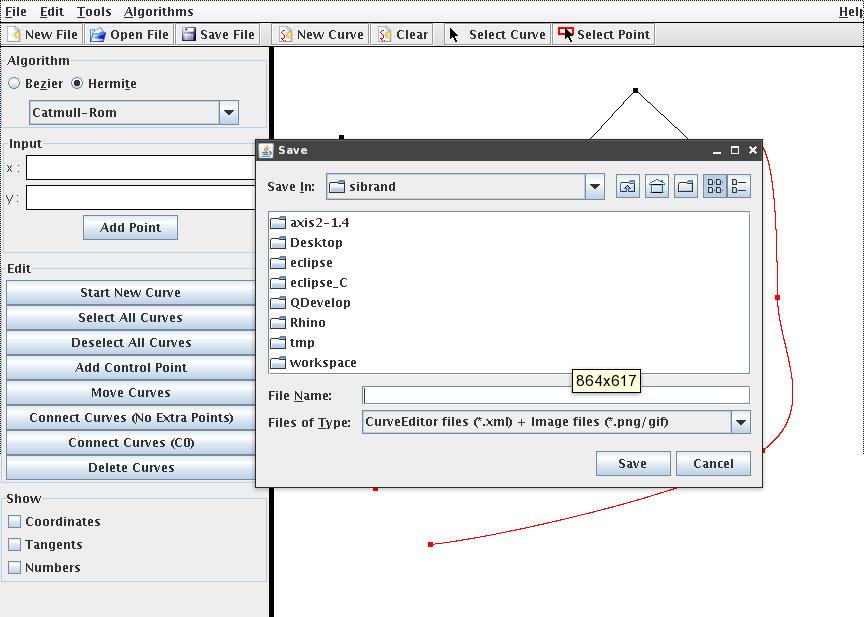 File Edit Tools Algorithms Help
New File Open File Save File New Curve Clear Select Curve Select Point
Algorithm
Bezier Hermite
Catmull-Rom
Input
x :
y :
Add Point
Edit
Start New Curve
Select All Curves
Deselect All Curves
Add Control Point
Move Curves
Connect Curves (No Extra Points)
Connect Curves (C0)
Delete Curves
Show
Coordinates
Tangents
Numbers
Save
Save In: sibrand
axis2-1.4
Desktop
eclipse
eclipse_C
QDevelop
Rhino
tmp
workspace
864x617
File Name:
Files of Type: CurveEditor files (*.xml) + Image files (*.png/gif)
Save Cancel